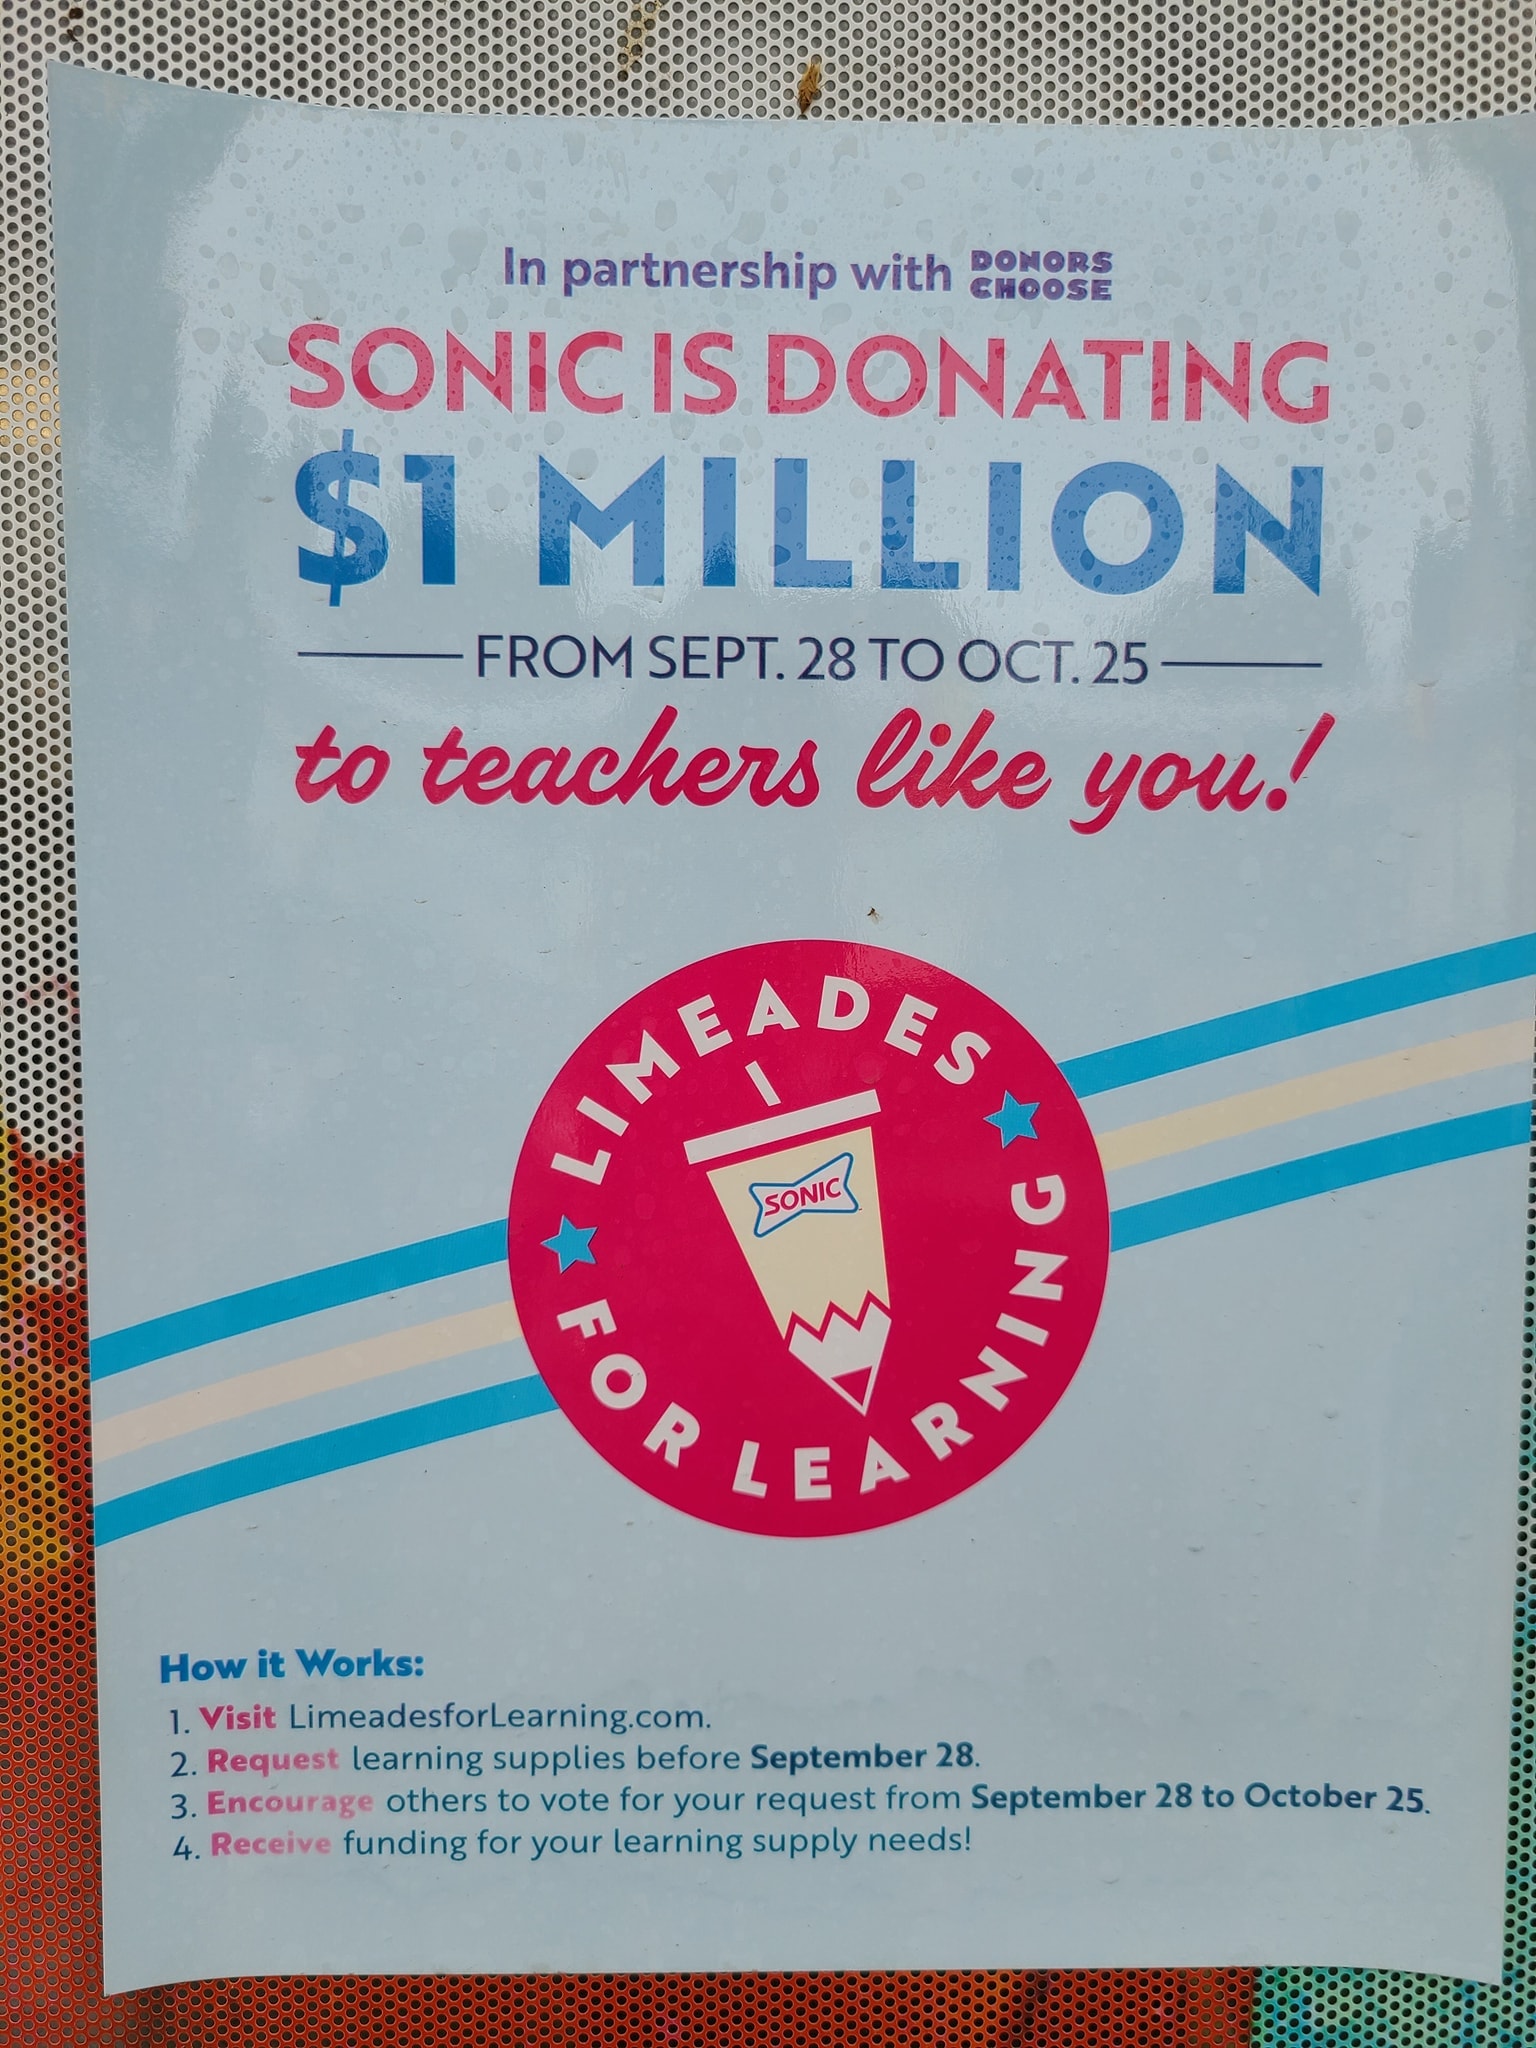 In partnership with DONORS CHOOSE
SONIC IS DONATING
$1 MILLION
FROM SEPT. 28 TO OCT. 25
to teachers like you!
LIMEADES
SONIC
FOR LEARNING
How it Works:
1. Visit LimeadesforLearning.com.
2. Request learning supplies before September 28.
3. Encourage others to vote for your request from September 28 to October 25.
4. Receive funding for your learning supply needs!